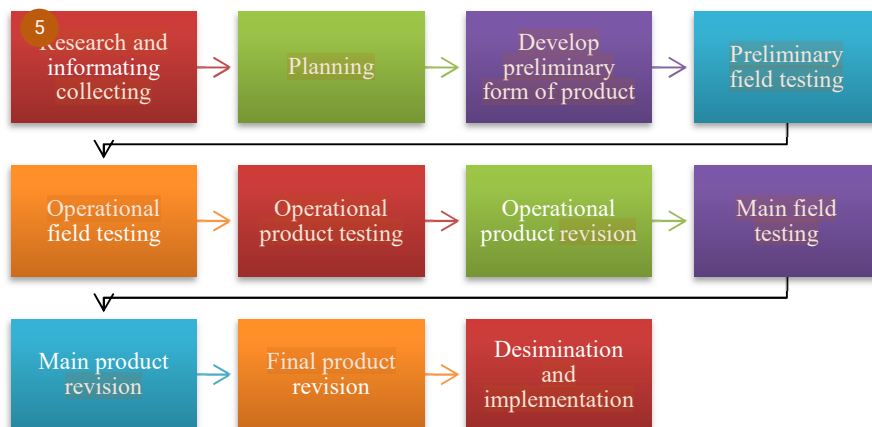 5
Research and
informating
collecting
Planning
Develop
preliminary
form of product
Preliminary
field testing
Operational
field testing
Operational
product testing
Operational
product revision
Main field
testing
Main product
revision
Final product
revision
Desimination
and
implementation